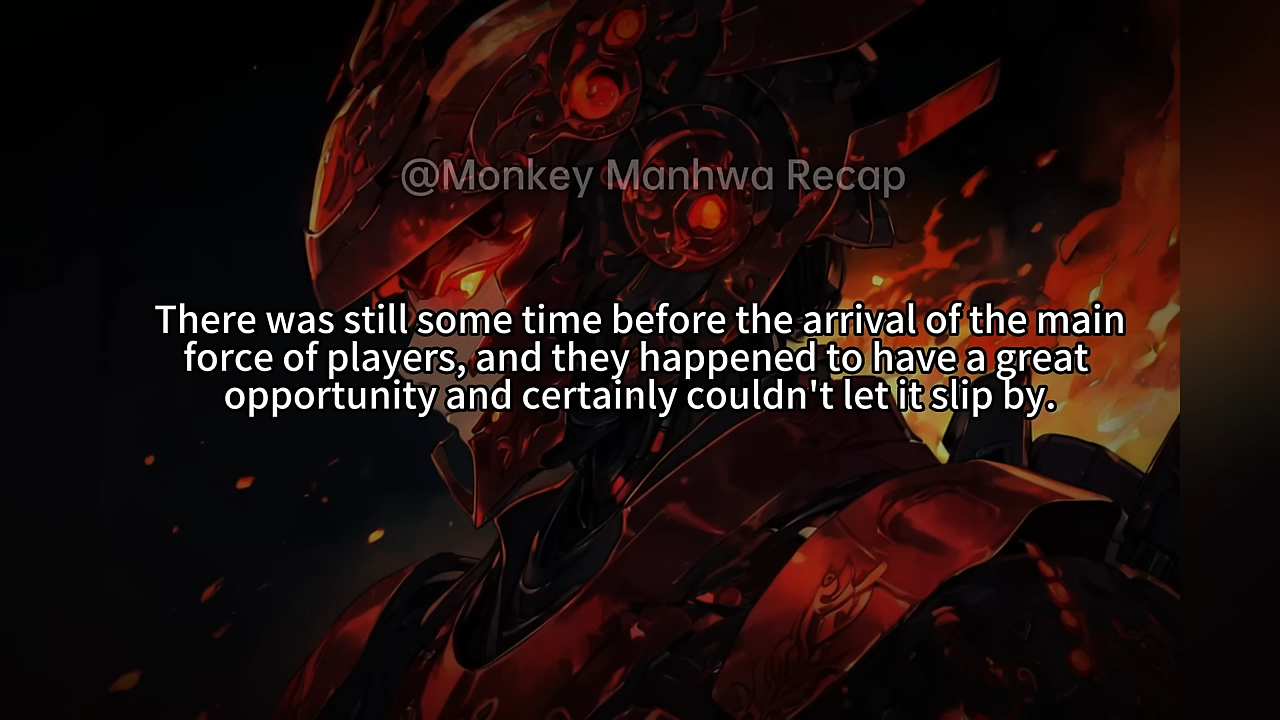 @Monkey Manhwa Recap
There was still some time before the arrival of the main
force of players, and they happened to have a great
opportunity and certainly couldn't let it slip by.